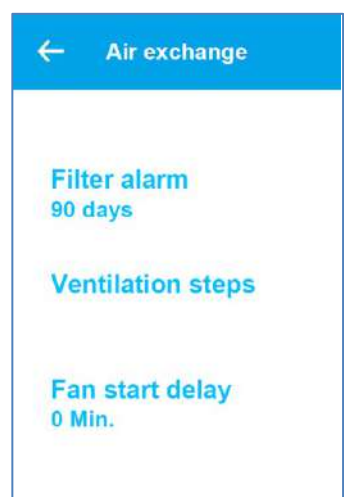 Air exchange
Filter alarm
90 days
Ventilation steps
Fan start delay
0 Min.